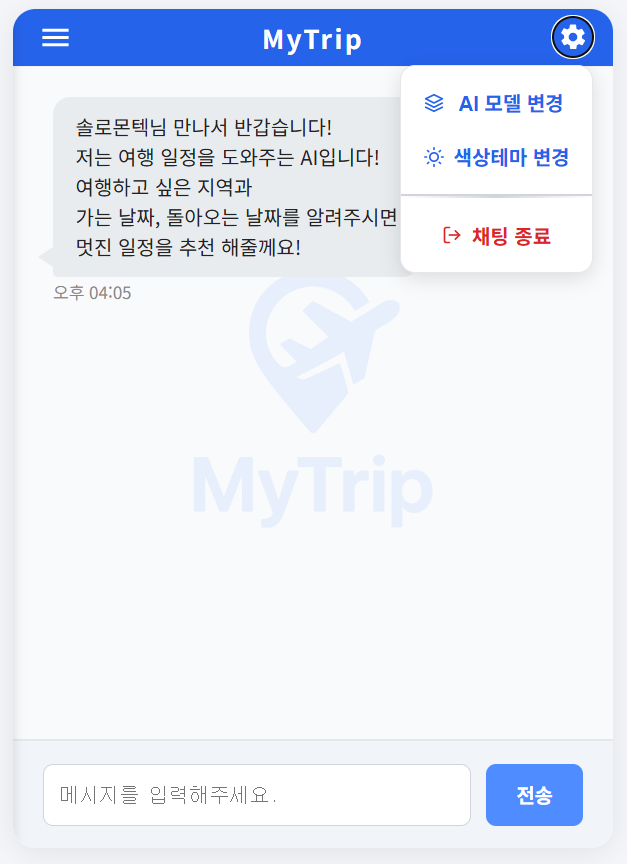 MyTrip
AI 모델 변경
색상테마 변경
채팅 종료
솔로몬텍님 만나서 반갑습니다!
저는 여행 일정을 도와주는 AI입니다!
여행하고 싶은 지역과
가는 날짜, 돌아오는 날짜를 알려주시면
멋진 일정을 추천 해줄께요!
오후 04:05
MyTrip
메시지를 입력해주세요.
전송